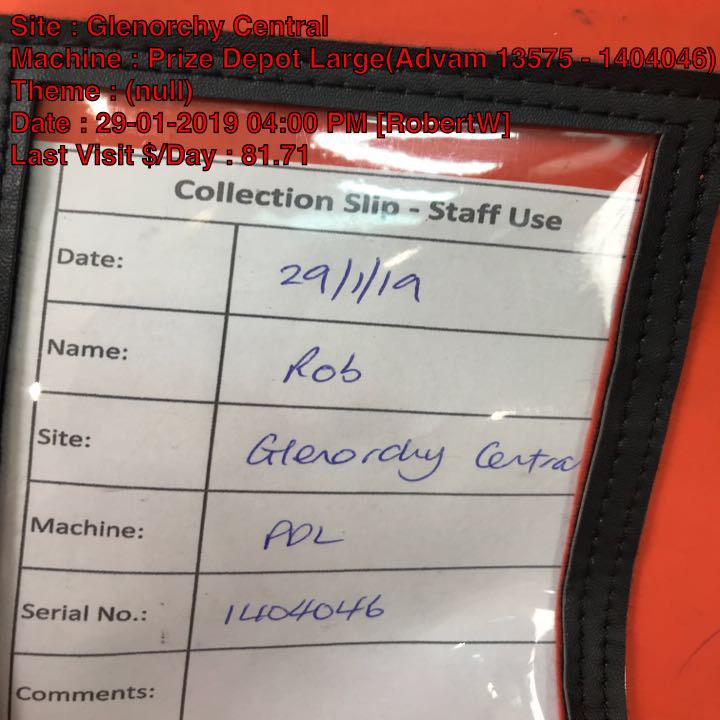 Site : Glenorchy Central
Machine : Prize Depot Large(Advam 13575 - 1404046)
Theme : (null)
Date : 29-01-2019 04:00 PM [RobertW]
Last Visit $/Day : 81.71
Collection Slip - Staff Use
Date: 29/1/19
Name: Rob
Site: Glenorchy Centra
Machine: PDL
Serial No.: 1404046
Comments: